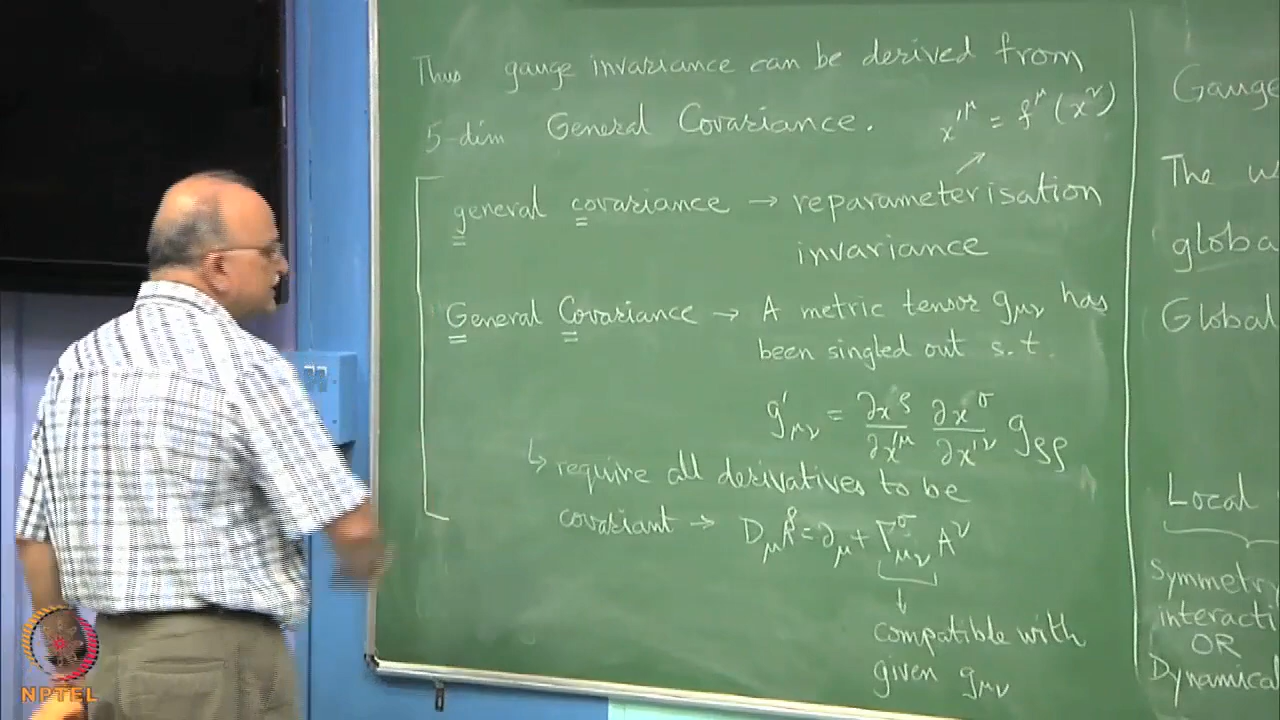 Thus gauge invariance can be derived from
5-dim General Covariance. x'^μ = f^μ (x^ν)
general covariance → reparameterisation
invariance
General Covariance → A metric tensor g_μν has
been singled out s.t.
g'_μν = ∂x^ρ/∂x'^μ ∂x^σ/∂x'^ν g_ρρ
↳ require all derivatives to be
covariant → D_μ A^ρ = ∂_μ + Γ^σ_μν A^ν
↓
compatible with
given g_μν
Gauge
The
globa
Global
Local
Symmetry
interacti
OR
Dynamical
NPTEL